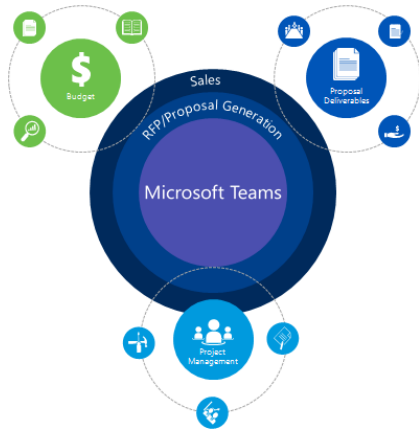 Sales
RFP/Proposal Generation
Microsoft Teams
$
Budget
Proposal
Deliverables
Project
Management